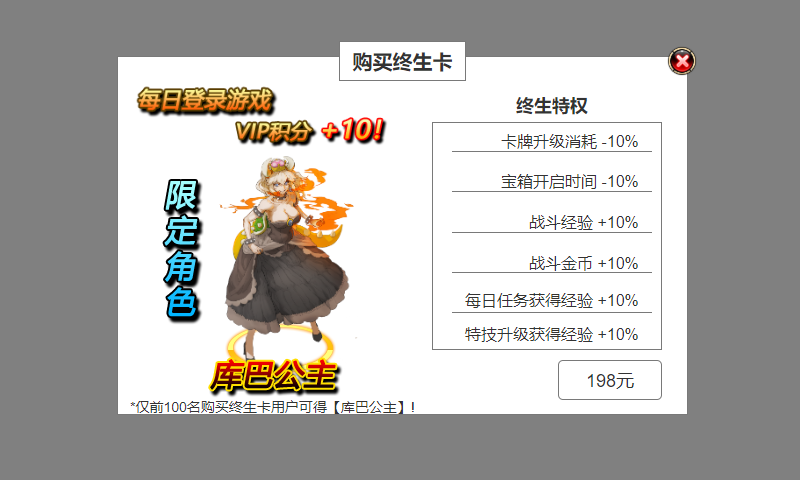 购买终生卡
每日登录游戏
VIP积分 +10!
限定角色
库巴公主
*仅前100名购买终生卡用户可得【库巴公主】!
终生特权
卡牌升级消耗 -10%
宝箱开启时间 -10%
战斗经验 +10%
战斗金币 +10%
每日任务获得经验 +10%
特技升级获得经验 +10%
198元